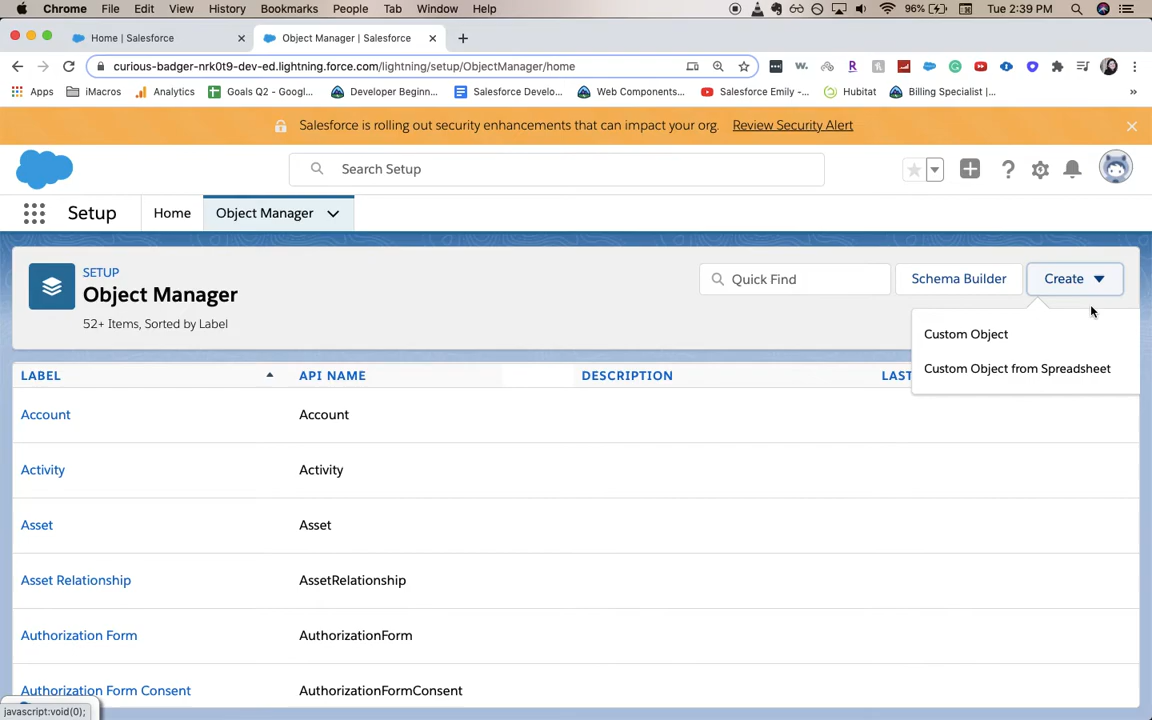 Chrome File Edit View History Bookmarks People Tab Window Help 96% Tue 2:39 PM
Home | Salesforce Object Manager | Salesforce
curious-badger-nrk0t9-dev-ed.lightning.force.com/lightning/setup/ObjectManager/home
Apps iMacros Analytics Goals Q2 - Googl... Developer Beginn... Salesforce Develo... Web Components... Salesforce Emily -... Hubitat Billing Specialist |... »
Salesforce is rolling out security enhancements that can impact your org. Review Security Alert
Search Setup
Setup Home Object Manager
SETUP
Object Manager
52+ Items, Sorted by Label
Quick Find Schema Builder Create
Custom Object
Custom Object from Spreadsheet
LABEL API NAME DESCRIPTION LAST
Account Account
Activity Activity
Asset Asset
Asset Relationship AssetRelationship
Authorization Form AuthorizationForm
Authorization Form Consent AuthorizationFormConsent
javascript:void(0);